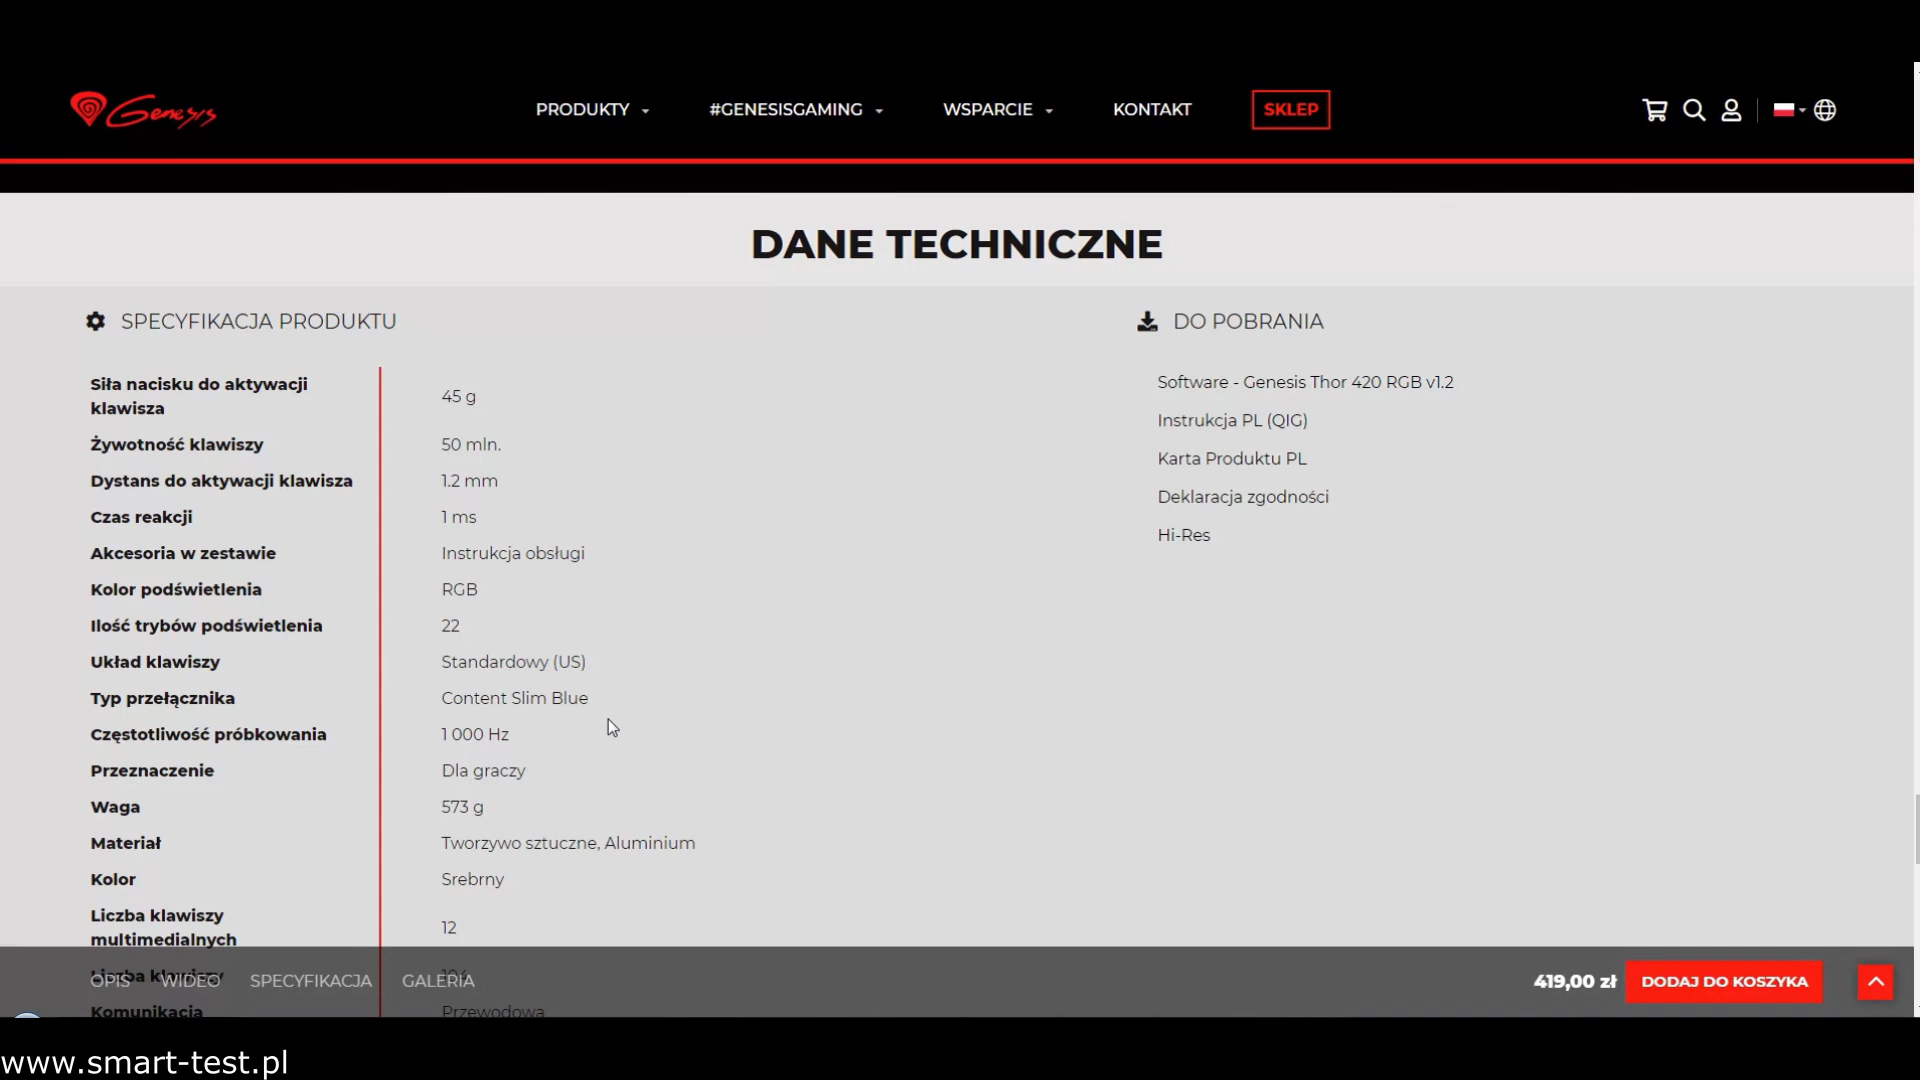 Genesis
PRODUKTY
#GENESISGAMING
WSPARCIE
KONTAKT
SKLEP
DANE TECHNICZNE
SPECYFIKACJA PRODUKTU
Siła nacisku do aktywacji
klawisza
45 g
Żywotność klawiszy
50 mln.
Dystans do aktywacji klawisza
1.2 mm
Czas reakcji
1 ms
Akcesoria w zestawie
Instrukcja obsługi
Kolor podświetlenia
RGB
Ilość trybów podświetlenia
22
Układ klawiszy
Standardowy (US)
Typ przełącznika
Content Slim Blue
Częstotliwość próbkowania
1 000 Hz
Przeznaczenie
Dla graczy
Waga
573 g
Materiał
Tworzywo sztuczne, Aluminium
Kolor
Srebrny
Liczba klawiszy
multimedialnych
12
Liczba klawiszy
104
Komunikacja
Przewodowa
DO POBRANIA
Software - Genesis Thor 420 RGB v1.2
Instrukcja PL (QIG)
Karta Produktu PL
Deklaracja zgodności
Hi-Res
OPIS
WIDEO
SPECYFIKACJA
GALERIA
419,00 zł
DODAJ DO KOSZYKA
www.smart-test.pl